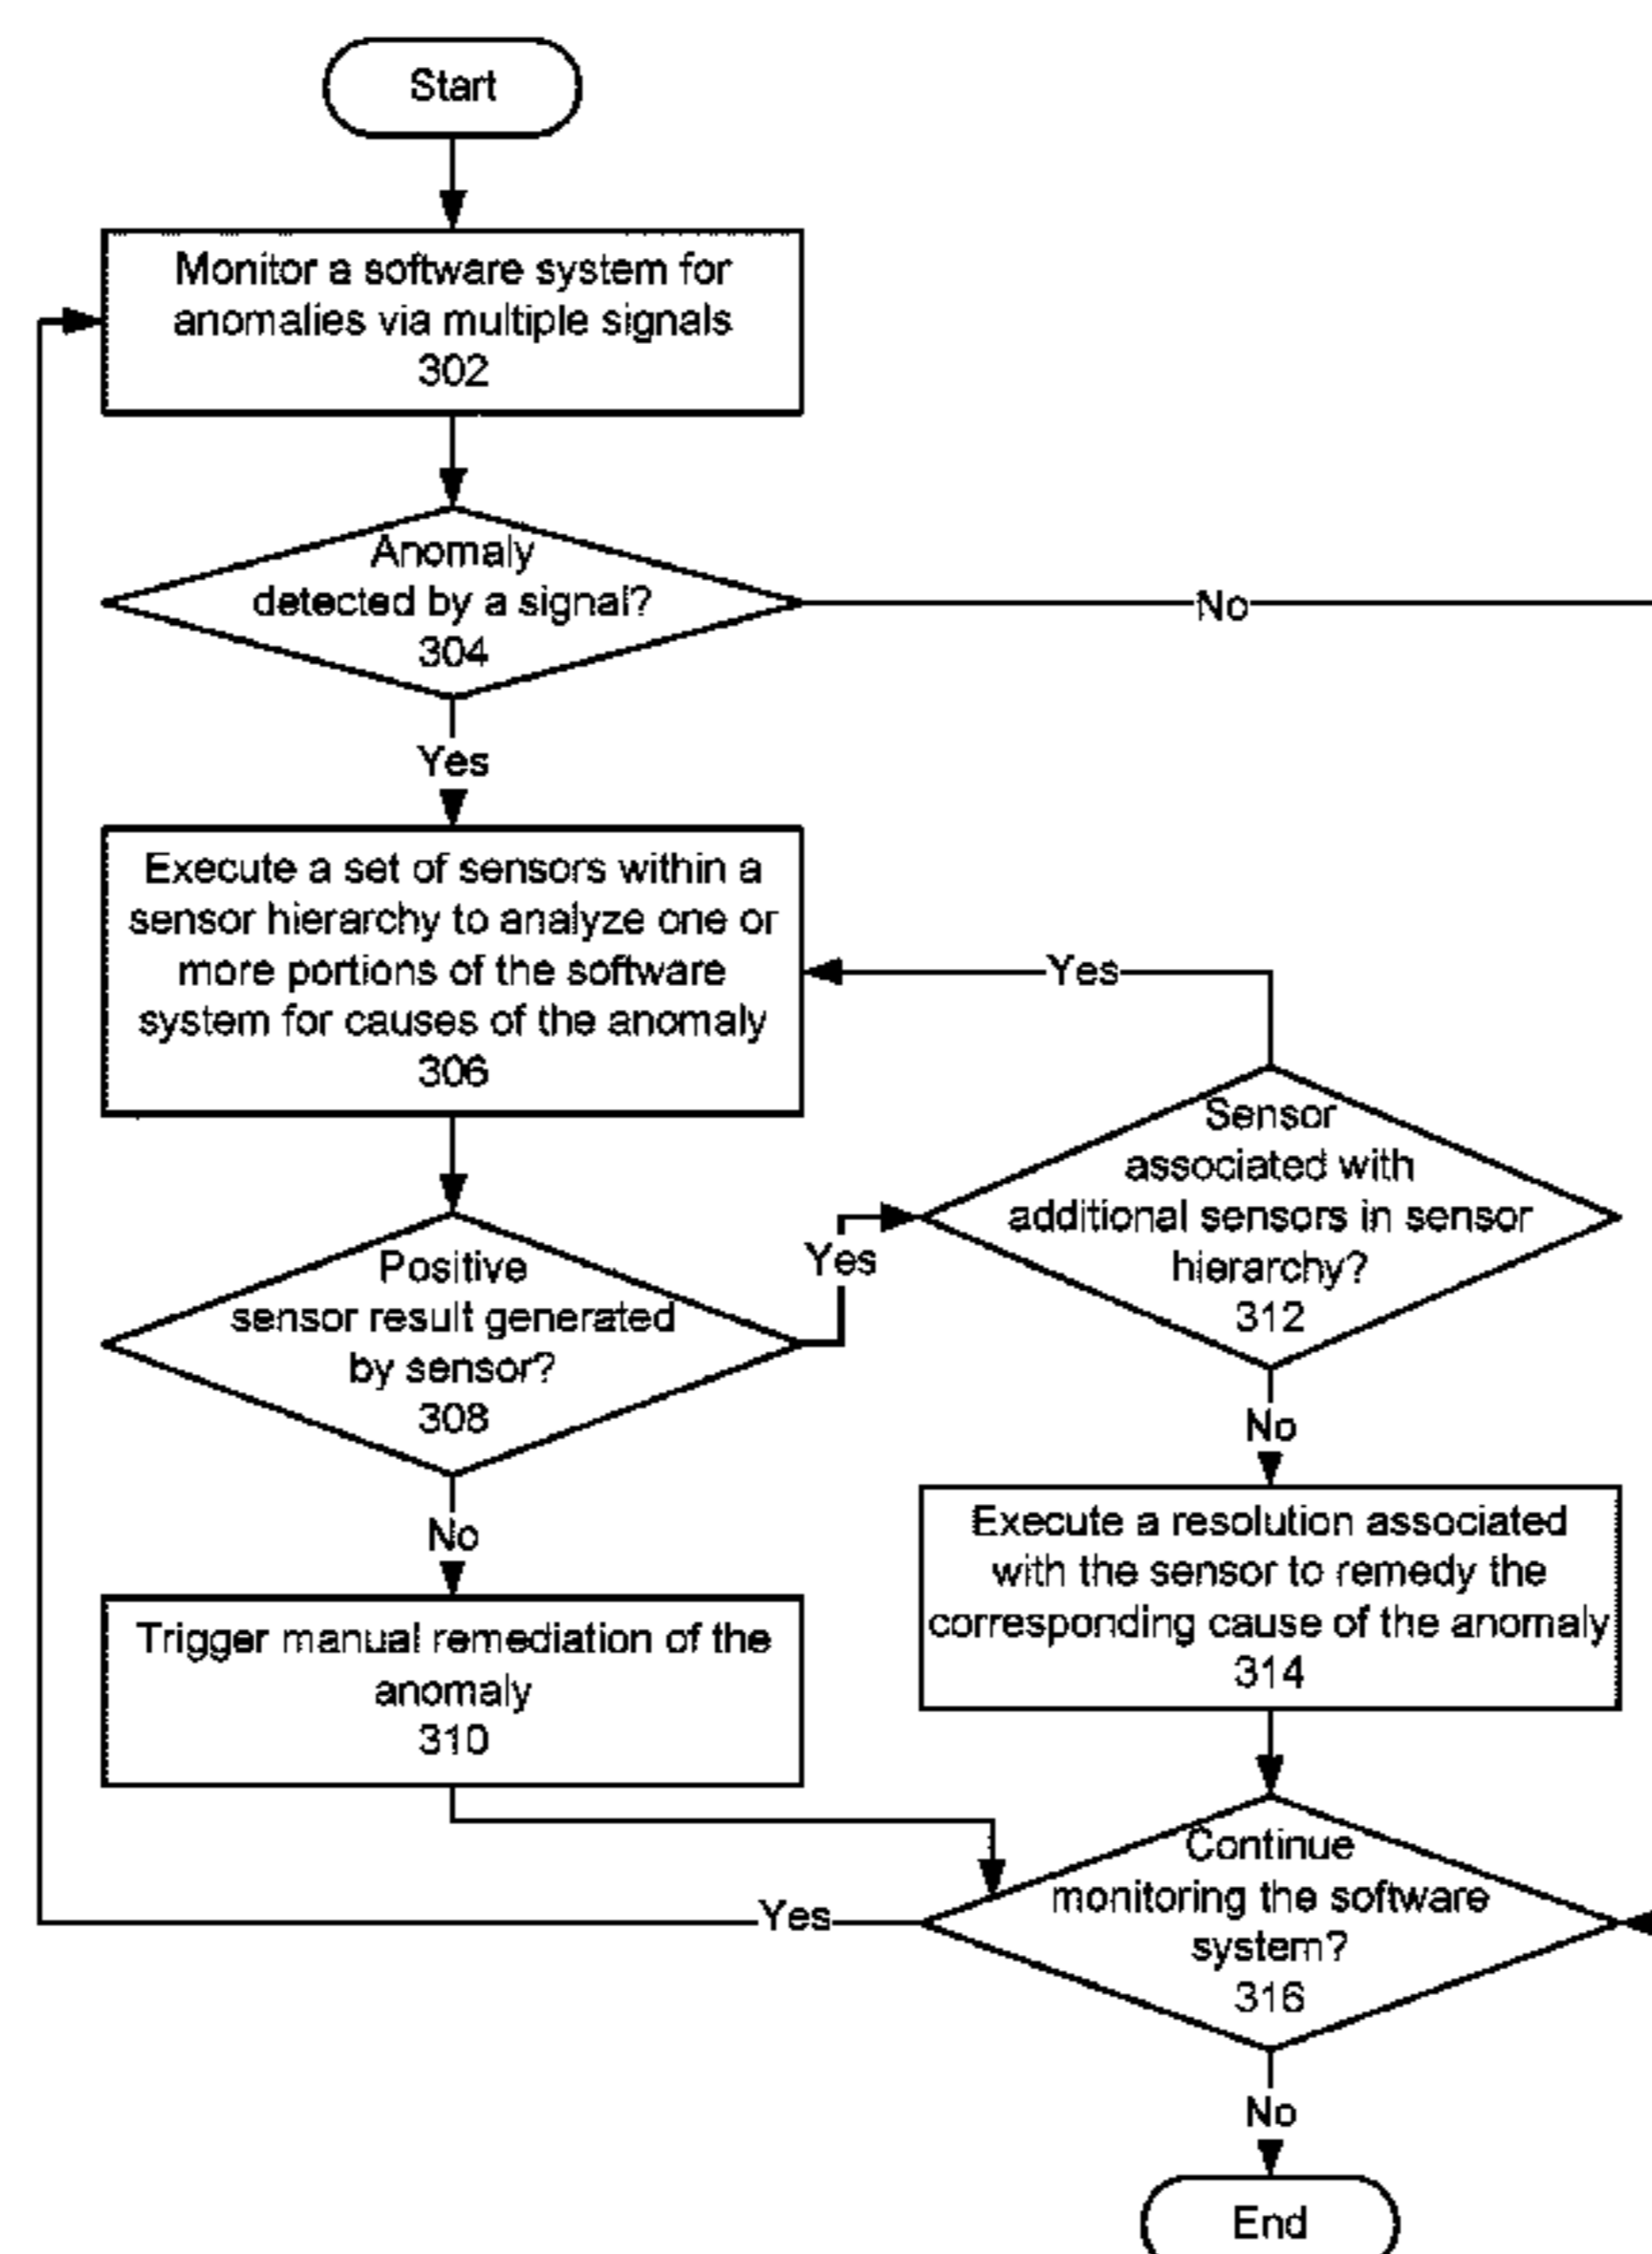 Start
Monitor a software system for
anomalies via multiple signals
302
Anomaly
detected by a signal?
304
No
Yes
Execute a set of sensors within a
sensor hierarchy to analyze one or
more portions of the software
system for causes of the anomaly
306
Yes
Sensor
associated with
additional sensors in sensor
hierarchy?
312
Positive
sensor result generated
by sensor?
308
Yes
No
No
Execute a resolution associated
with the sensor to remedy the
corresponding cause of the anomaly
314
Trigger manual remediation of the
anomaly
310
Continue
monitoring the software
system?
316
Yes
No
End